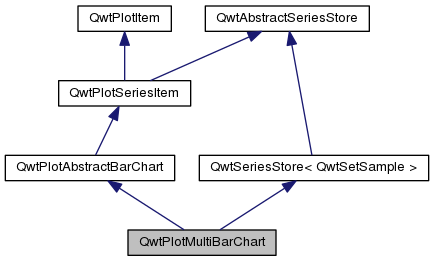 QwtPlotItem
QwtAbstractSeriesStore
QwtPlotSeriesItem
QwtPlotAbstractBarChart
QwtSeriesStore< QwtSetSample >
QwtPlotMultiBarChart